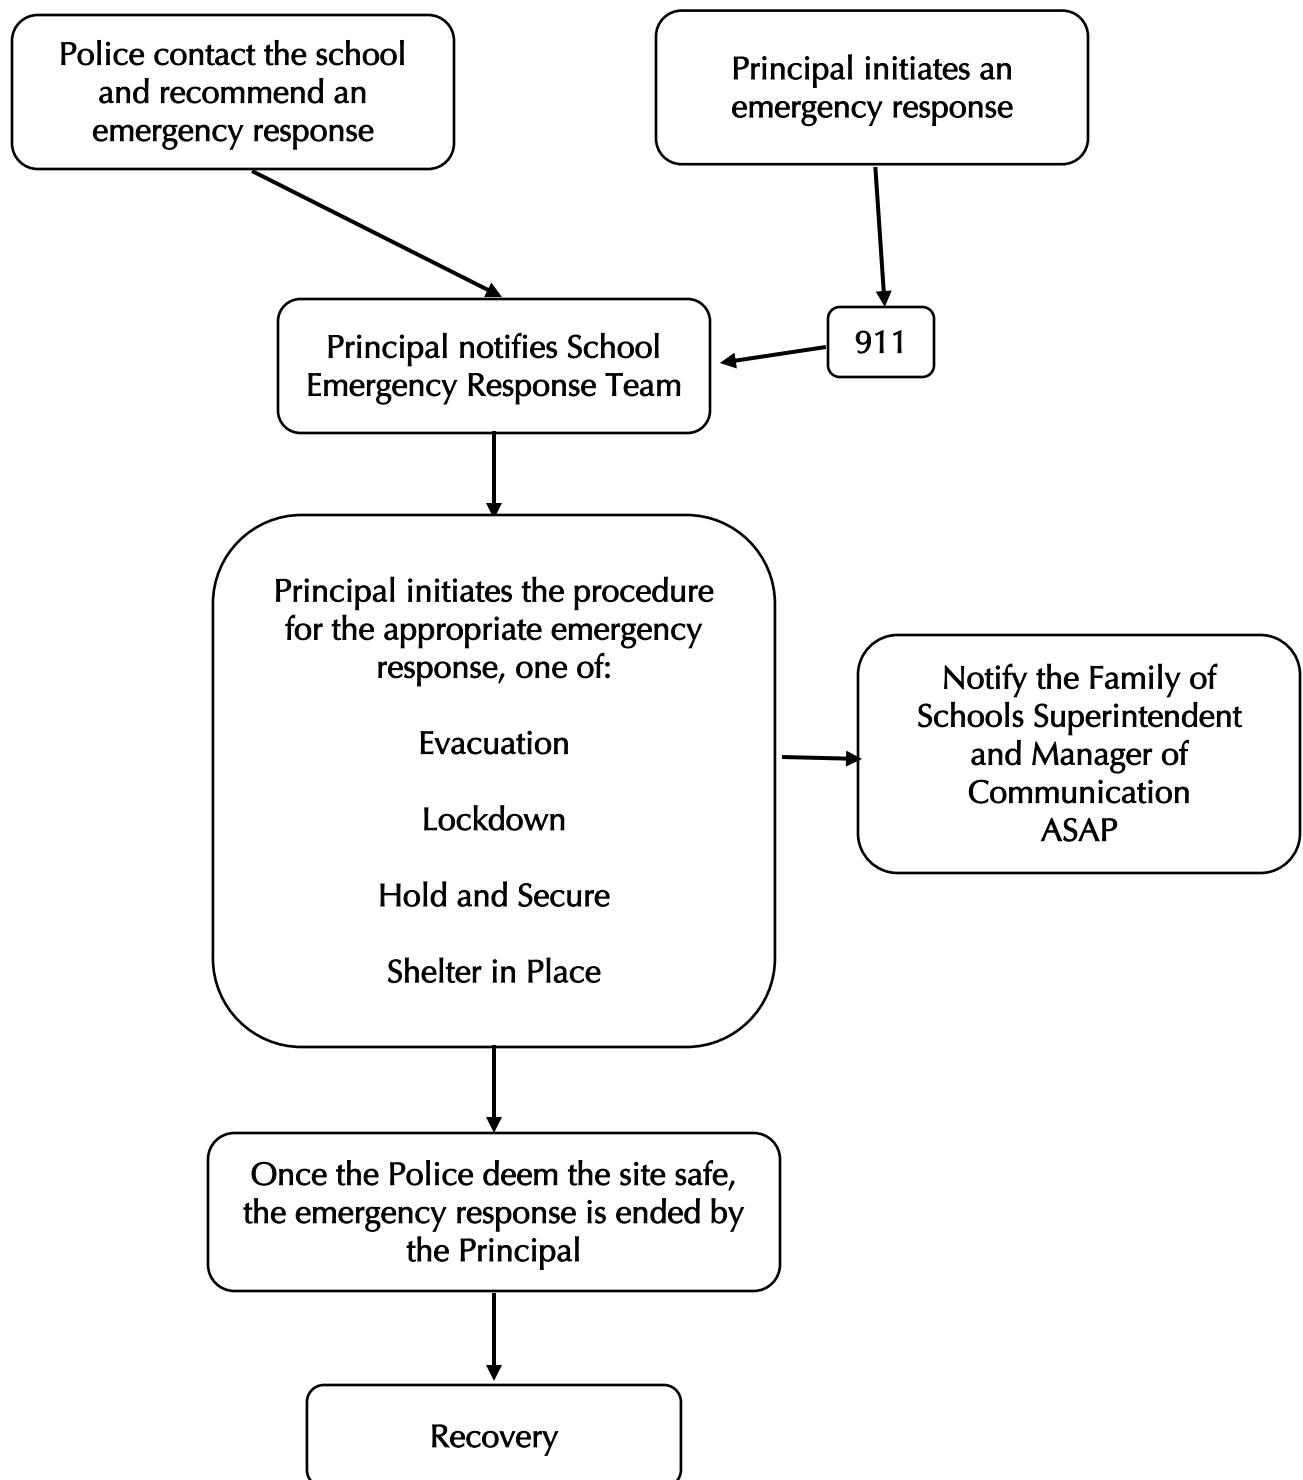 Police contact the school
and recommend an
emergency response
Principal initiates an
emergency response
Principal notifies School
Emergency Response Team
911
Principal initiates the procedure
for the appropriate emergency
response, one of:
Evacuation
Lockdown
Hold and Secure
Shelter in Place
Notify the Family of
Schools Superintendent
and Manager of
Communication
ASAP
Once the Police deem the site safe,
the emergency response is ended by
the Principal
Recovery